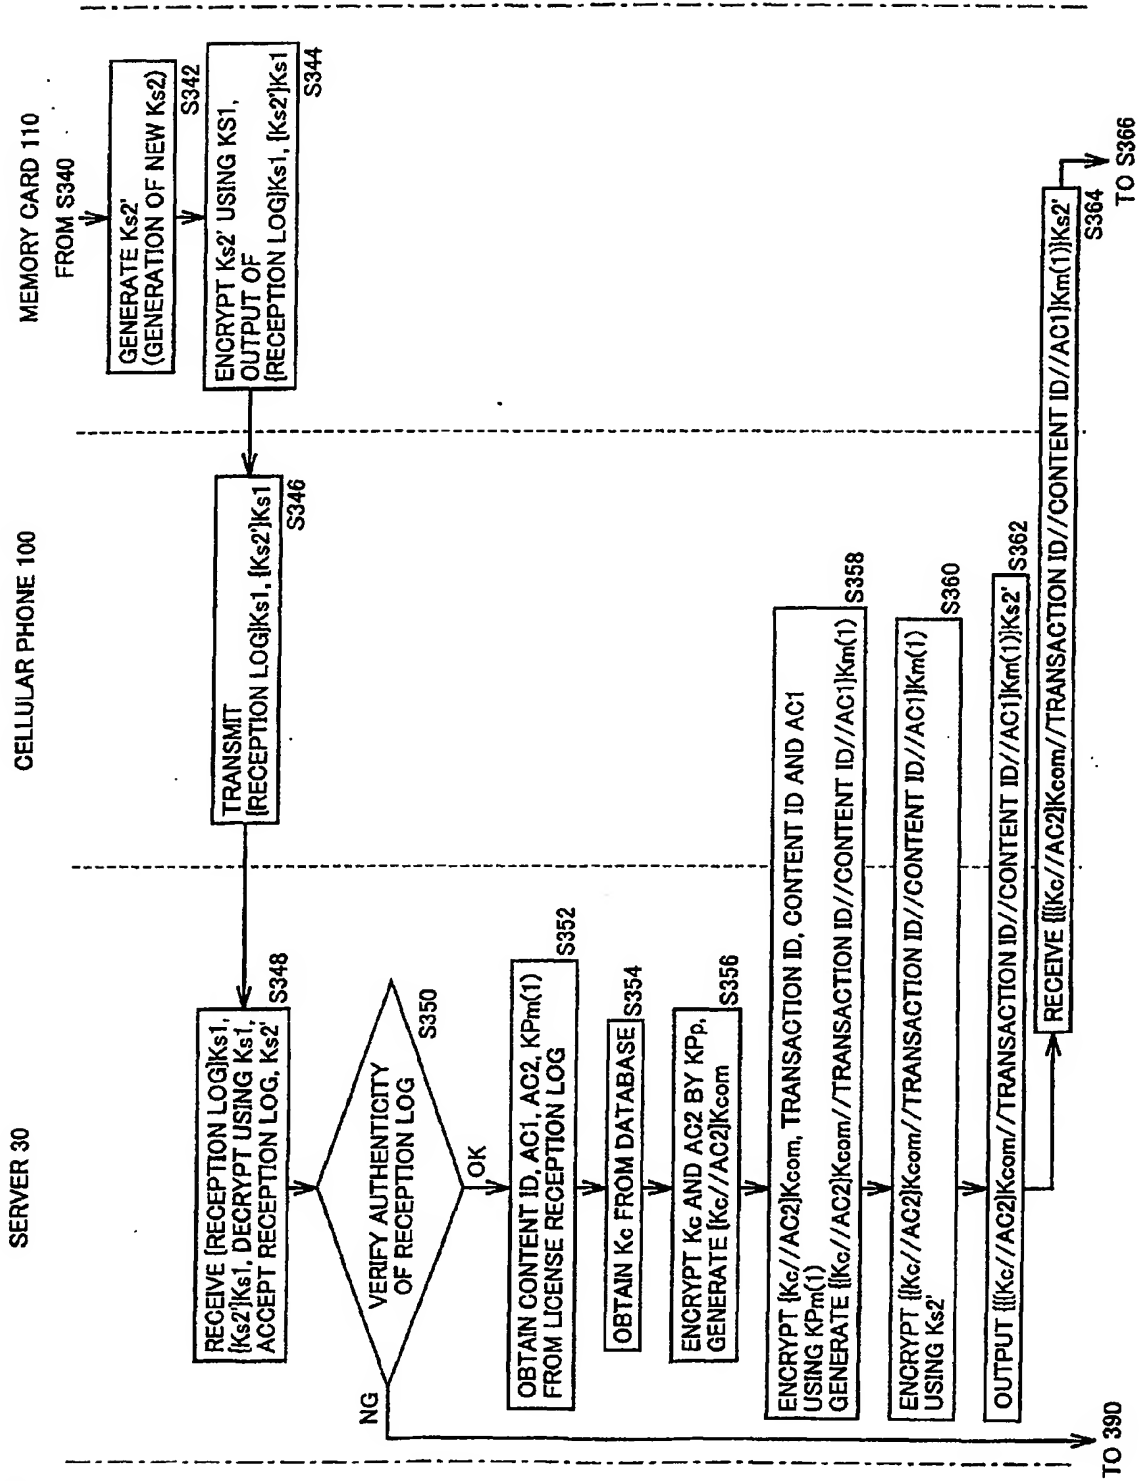 SERVER 30
CELLULAR PHONE 100
MEMORY CARD 110
FROM S340
GENERATE Ks2'
(GENERATION OF NEW Ks2)
S342
ENCRYPT Ks2' USING KS1,
OUTPUT OF
{RECEPTION LOG}Ks1, {Ks2'}Ks1
S344
TRANSMIT
{RECEPTION LOG}Ks1, {Ks2'}Ks1
S346
RECEIVE {RECEPTION LOG}Ks1,
{Ks2'}Ks1, DECRYPT USING Ks1,
ACCEPT RECEPTION LOG, Ks2'
S348
VERIFY AUTHENTICITY
OF RECEPTION LOG
S350
NG
OK
OBTAIN CONTENT ID, AC1, AC2, KPm(1)
FROM LICENSE RECEPTION LOG
S352
OBTAIN Kc FROM DATABASE
S354
ENCRYPT Kc AND AC2 BY KPp,
GENERATE {Kc//AC2}Kcom
S356
ENCRYPT {Kc//AC2}Kcom, TRANSACTION ID, CONTENT ID AND AC1
USING KPm(1)
GENERATE {{Kc//AC2}Kcom//TRANSACTION ID//CONTENT ID//AC1}Km(1)
S358
ENCRYPT {{Kc//AC2}Kcom//TRANSACTION ID//CONTENT ID//AC1}Km(1)
USING Ks2'
S360
OUTPUT {{{Kc//AC2}Kcom//TRANSACTION ID//CONTENT ID//AC1}Km(1)}Ks2'
S362
RECEIVE {{{Kc//AC2}Kcom//TRANSACTION ID//CONTENT ID//AC1}Km(1)}Ks2'
S364
TO 390
TO S366